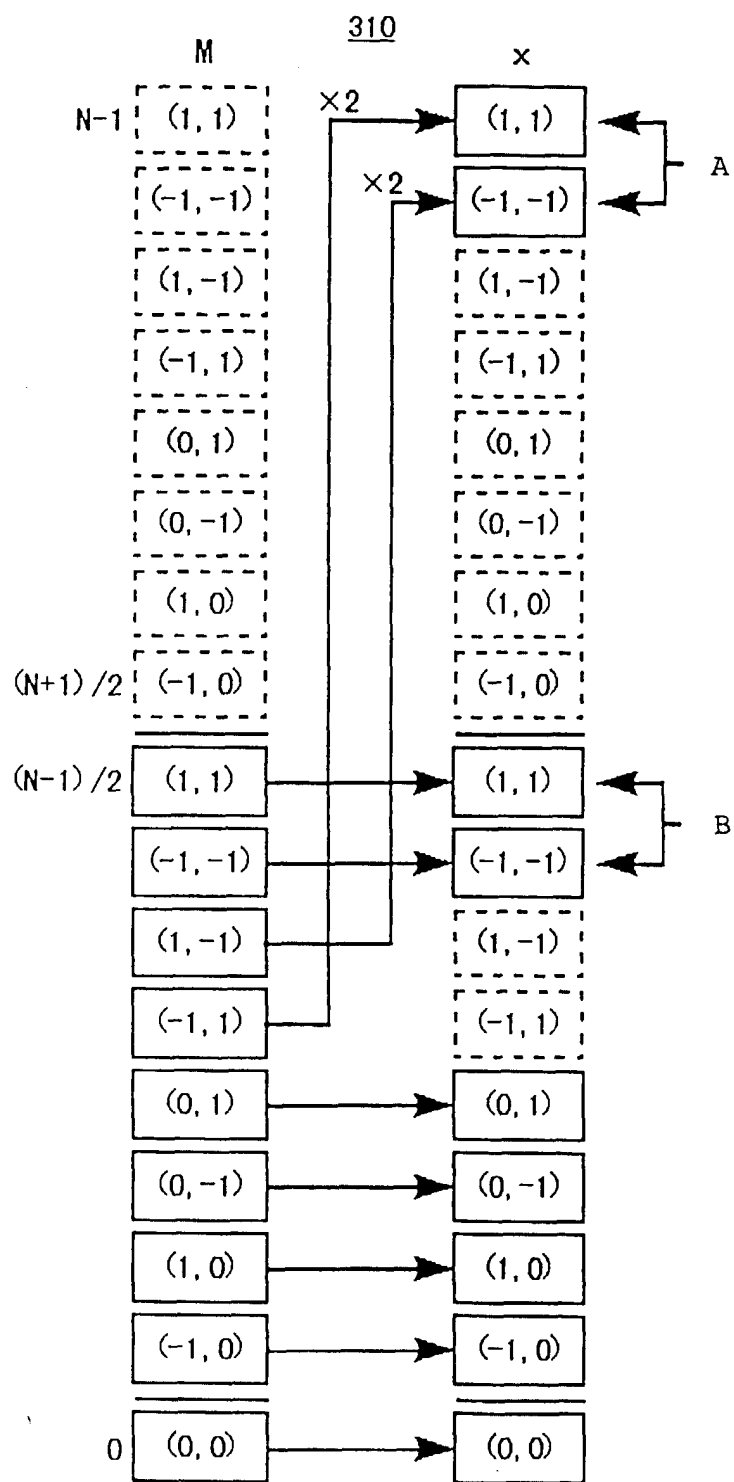 310
M x
N-1 (1, 1) ×2 (1, 1)
A
(-1, -1) ×2 (-1, -1)
(1, -1) (1, -1)
(-1, 1) (-1, 1)
(0, 1) (0, 1)
(0, -1) (0, -1)
(1, 0) (1, 0)
(N+1)/2 (-1, 0) (-1, 0)
(N-1)/2 (1, 1) (1, 1)
B
(-1, -1) (-1, -1)
(1, -1) (1, -1)
(-1, 1) (-1, 1)
(0, 1) (0, 1)
(0, -1) (0, -1)
(1, 0) (1, 0)
(-1, 0) (-1, 0)
0 (0, 0) (0, 0)